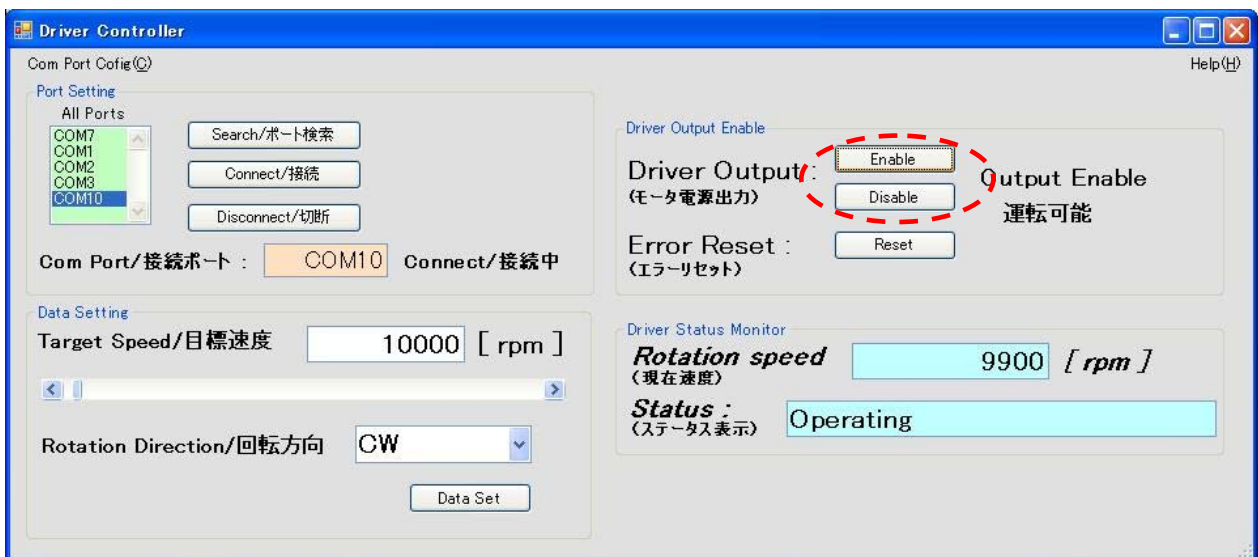 Driver Controller
Com Port Cofig(C)
Help(H)
Port Setting
All Ports
COM7
COM1
COM2
COM3
COM10
Search/ポート検索
Connect/接続
Disconnect/切断
Com Port/接続ポート : COM10 Connect/接続中
Data Setting
Target Speed/目標速度 10000 [ rpm ]
Rotation Direction/回転方向 CW
Data Set
Driver Output Enable
Driver Output :
(モータ電源出力)
Enable
Disable
Output Enable
運転可能
Error Reset :
(エラーリセット)
Reset
Driver Status Monitor
Rotation speed 9900 [ rpm ]
(現在速度)
Status : Operating
(ステータス表示)